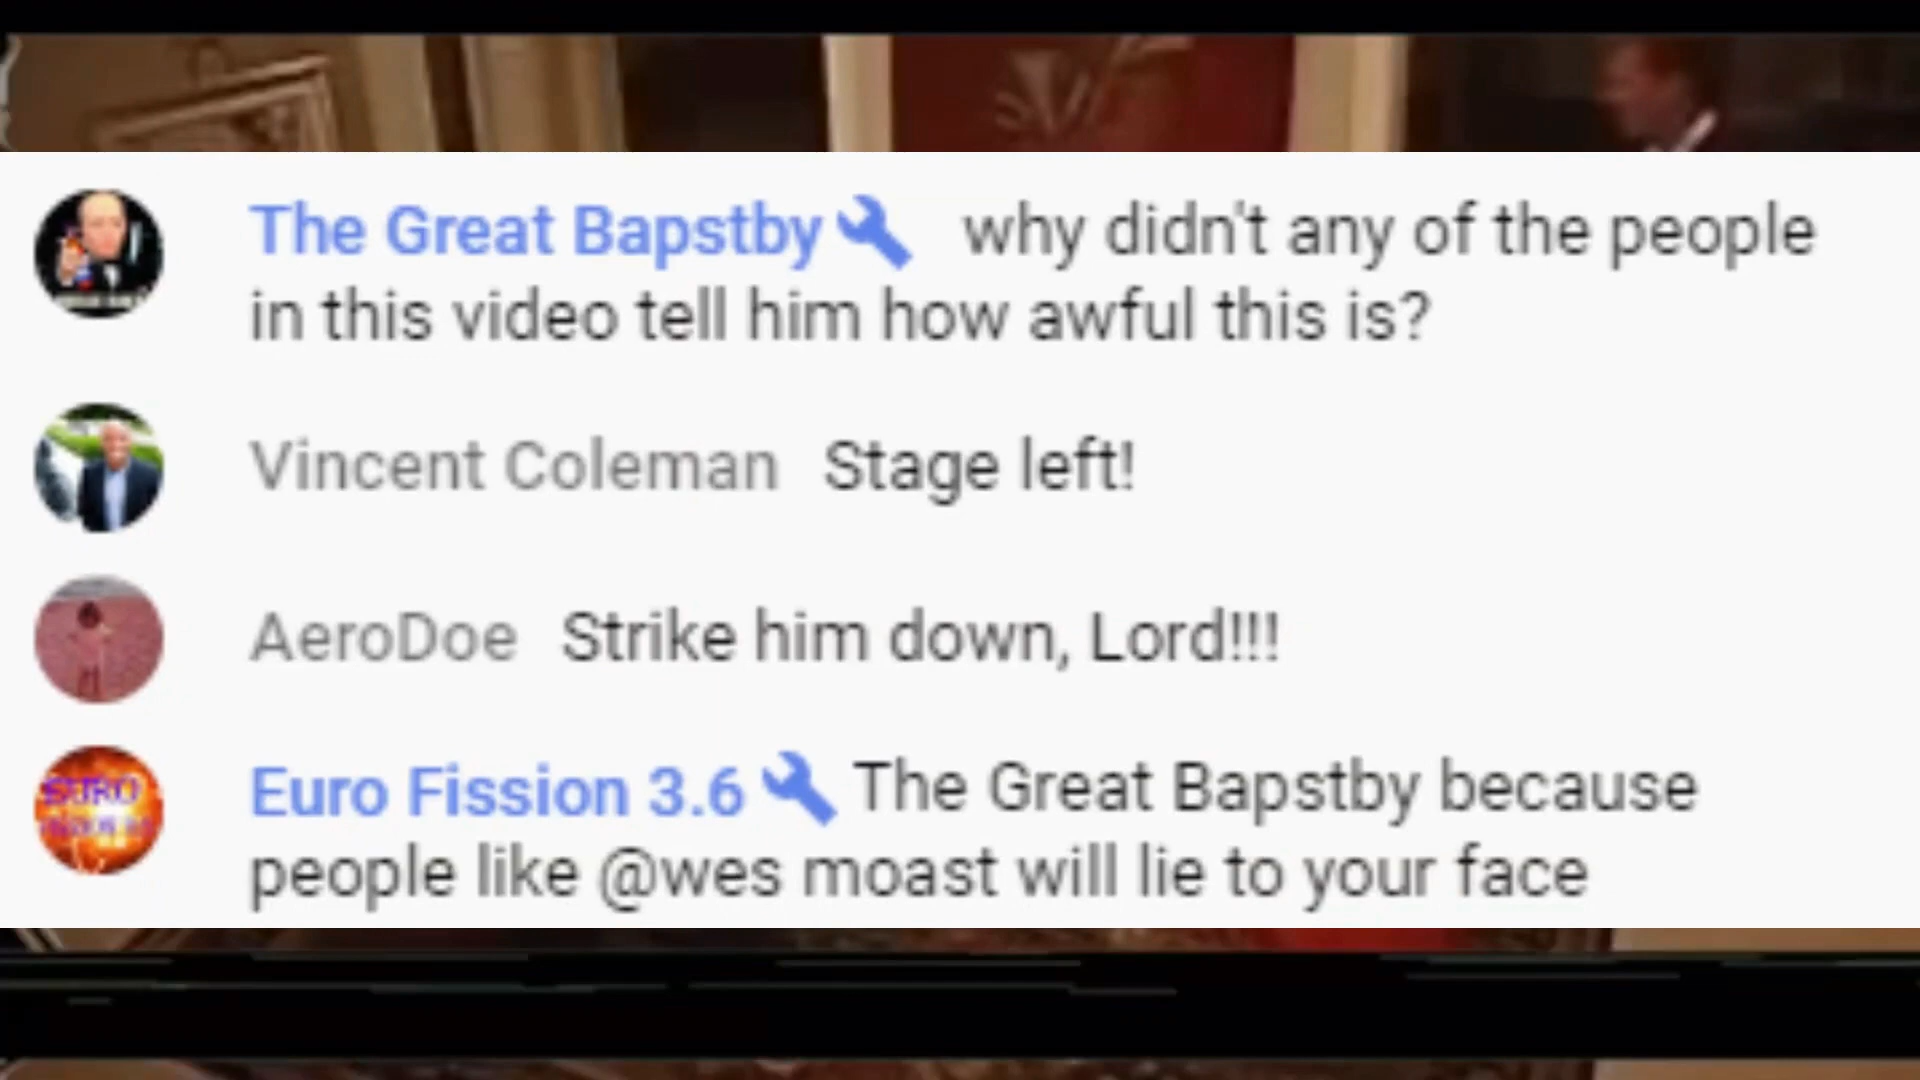 The Great Bapstby why didn't any of the people
in this video tell him how awful this is?
Vincent Coleman Stage left!
AeroDoe Strike him down, Lord!!!
Euro Fission 3.6 The Great Bapstby because
people like @wes moast will lie to your face